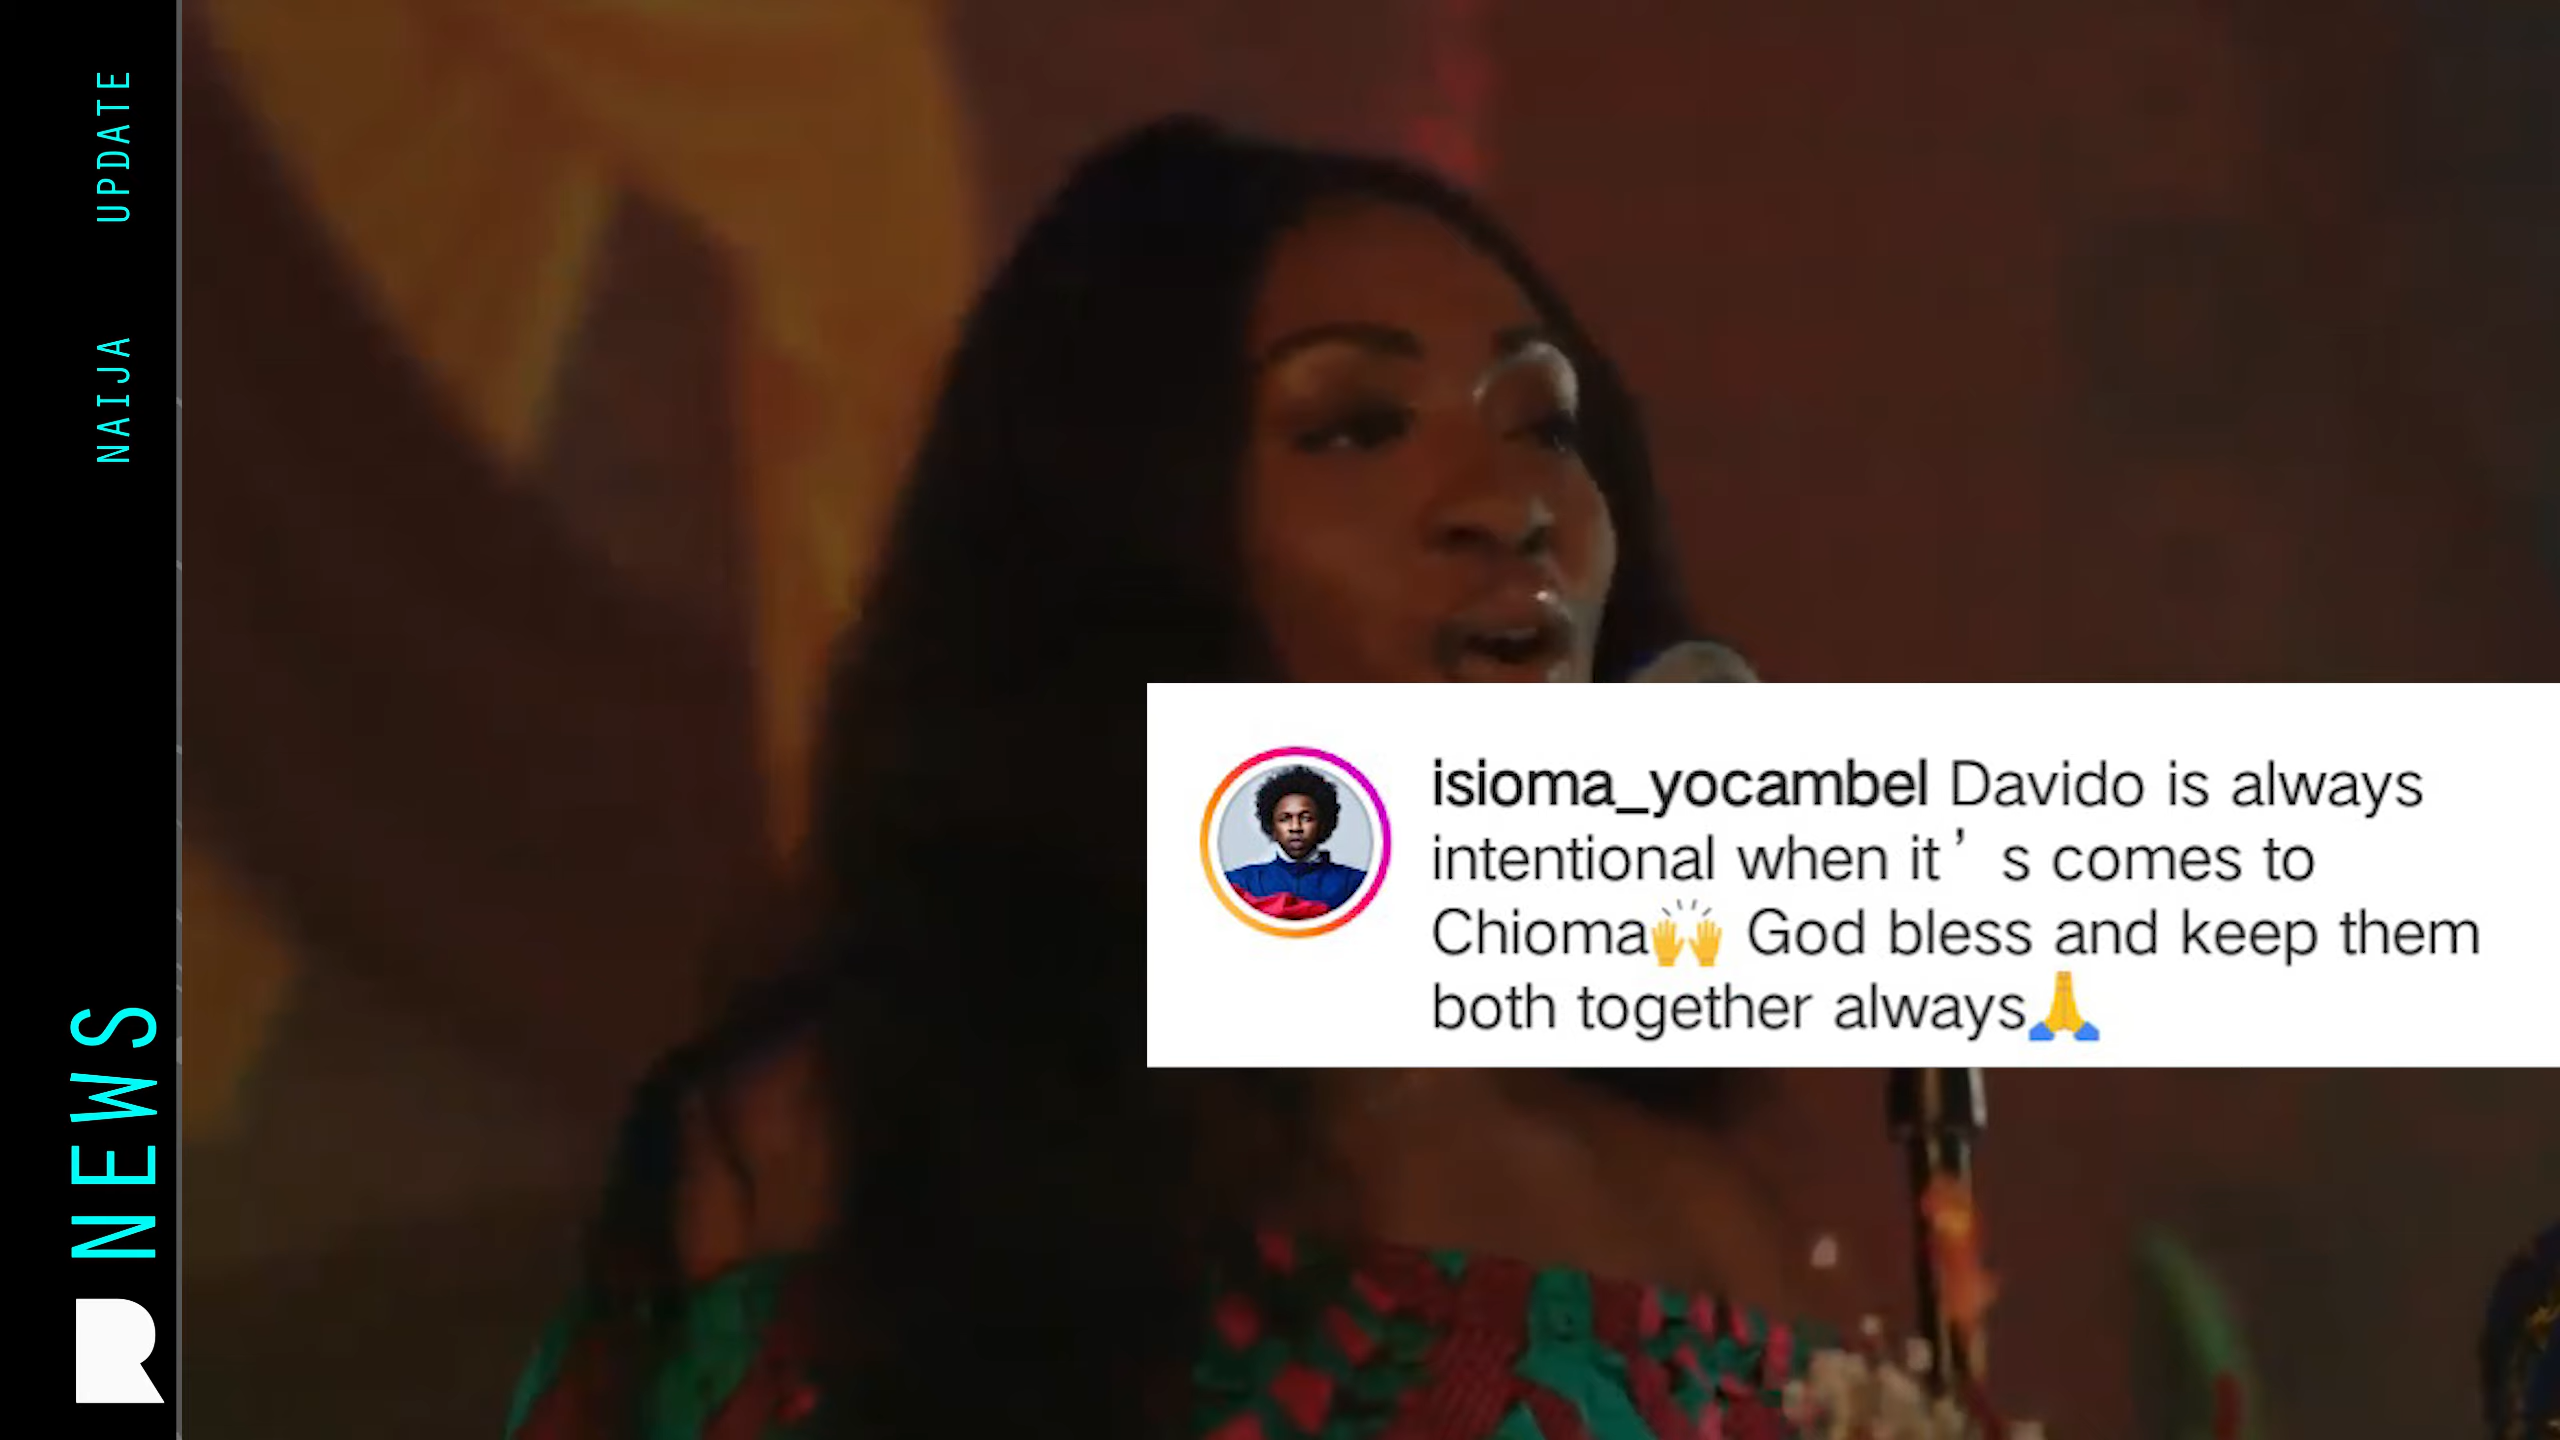 NAIJA UPDATE
R NEWS
isioma_yocambel Davido is always
intentional when it’ s comes to
Chioma🙌 God bless and keep them
both together always🙏